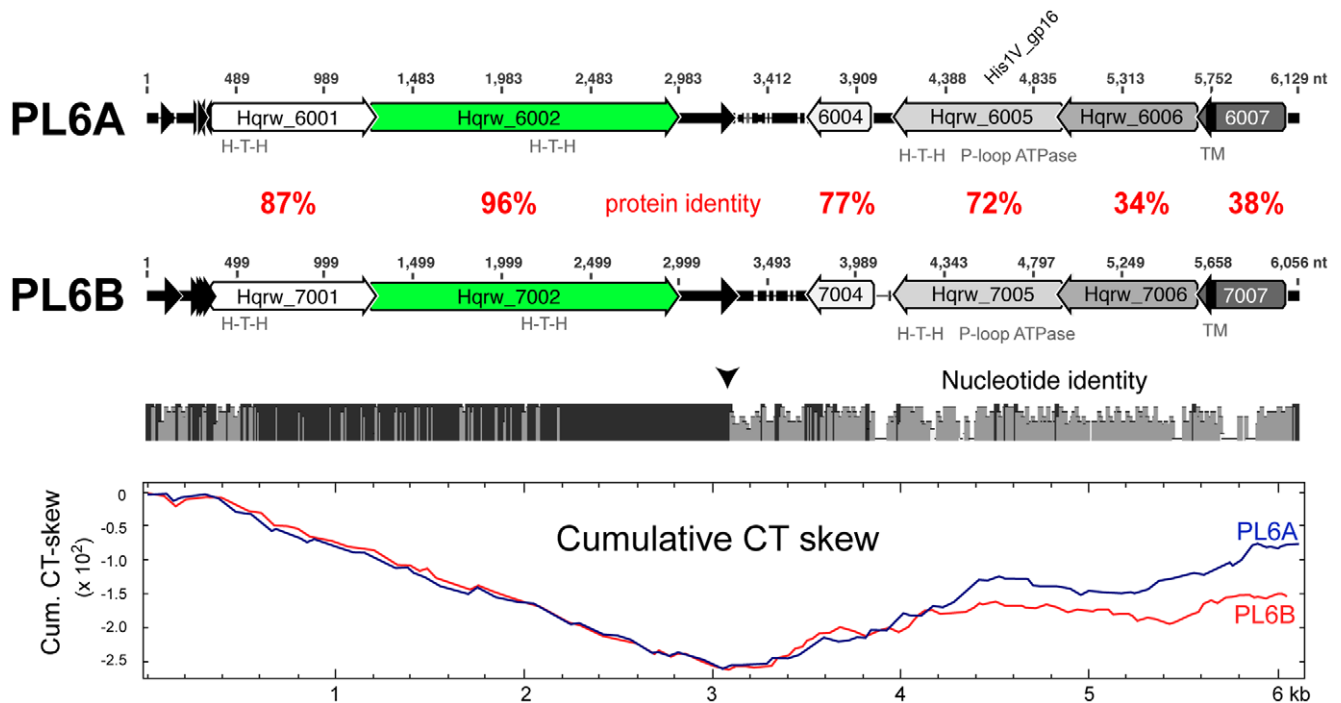 His1V_gp16
1 489 989 1,483 1,983 2,483 2,983 3,412 3,909 4,388 4,835 5,313 5,752 6,129 nt
PL6A Hqrw_6001 Hqrw_6002 6004 Hqrw_6005 Hqrw_6006 6007
H-T-H H-T-H H-T-H P-loop ATPase TM
87% 96% protein identity 77% 72% 34% 38%
1 499 999 1,499 1,999 2,499 2,999 3,493 3,989 4,343 4,797 5,249 5,658 6,056 nt
PL6B Hqrw_7001 Hqrw_7002 7004 Hqrw_7005 Hqrw_7006 7007
H-T-H H-T-H H-T-H P-loop ATPase TM
Nucleotide identity
Cum. CT-skew
(x 10²)
0
-0.5
-1.0
-1.5
-2.0
-2.5
Cumulative CT skew
PL6A
PL6B
1 2 3 4 5 6 kb